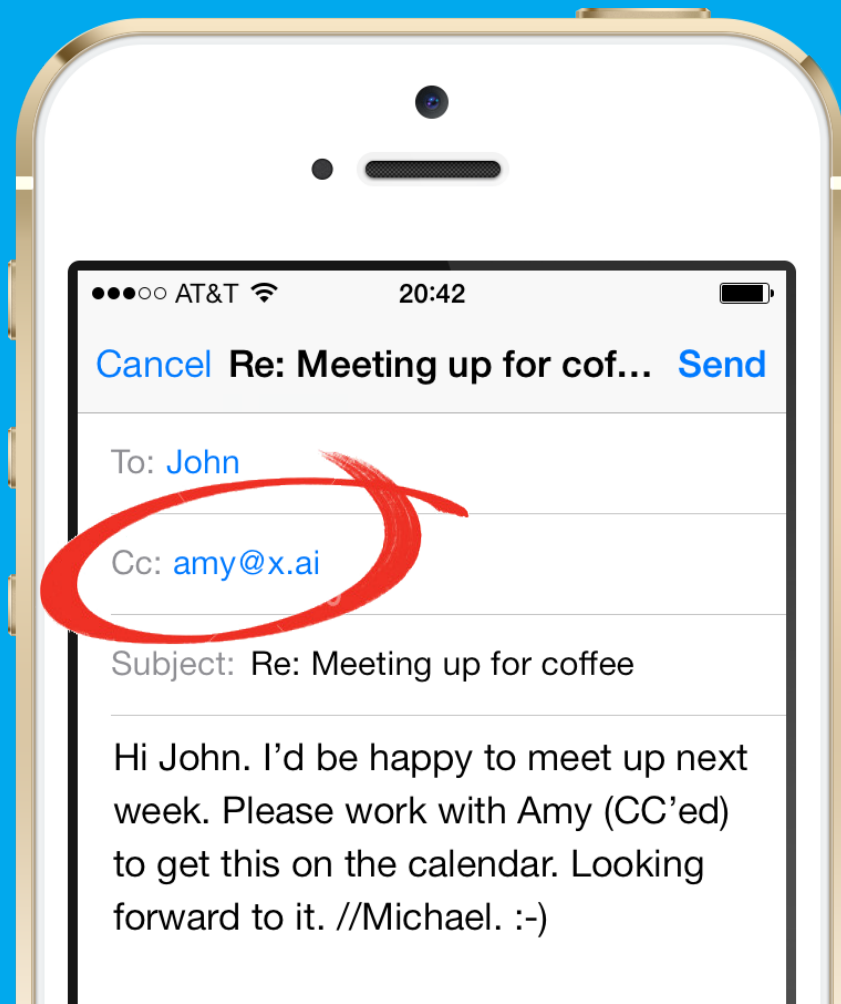 AT&T 20:42
Cancel Re: Meeting up for cof... Send
To: John
Cc: amy@x.ai
Subject: Re: Meeting up for coffee
Hi John. I'd be happy to meet up next
week. Please work with Amy (CC'ed)
to get this on the calendar. Looking
forward to it. //Michael. :-)